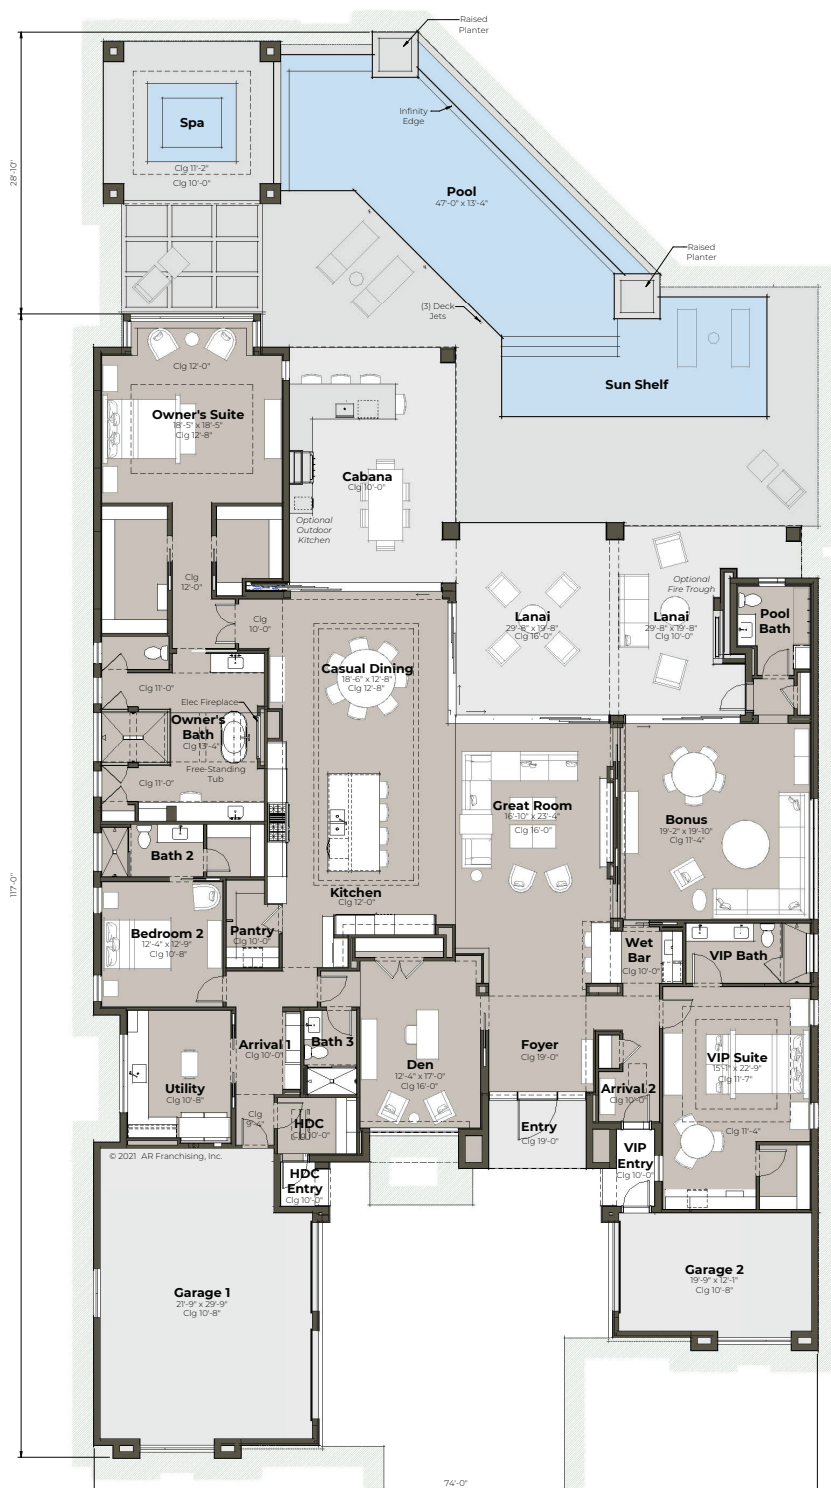 Raised
Planter
28'-10"
Spa
Clg 11'-2"
Clg 10'-0"
Infinity
Edge
Pool
47'-0" x 13'-4"
Raised
Planter
(3) Deck
Jets
Sun Shelf
Clg 12'-0"
Owner's Suite
18'-5" x 18'-5"
Clg 12'-8"
Cabana
Clg 10'-0"
Optional
Outdoor
Kitchen
Clg
12'-0"
Clg
10'-0"
Lanai
29'-8" x 19'-8"
Clg 16'-0"
Optional
Fire Trough
Lanai
29'-8" x 19'-8"
Clg 10'-0"
Pool
Bath
Casual Dining
18'-6" x 12'-8"
Clg 12'-8"
Clg 11'-0"
Elec Fireplace
Owner's
Bath
Clg 13'-4"
Free-Standing
Tub
Clg 11'-0"
Great Room
16'-10" x 23'-4"
Clg 16'-0"
Bonus
19'-2" x 19'-10"
Clg 11'-4"
Bath 2
Kitchen
Clg 12'-0"
117'-0"
Bedroom 2
12'-4" x 12'-9"
Clg 10'-8"
Pantry
Clg 10'-0"
Wet
Bar
Clg 10'-0"
VIP Bath
Arrival 1
Clg 10'-0"
Bath 3
Den
12'-4" x 17'-0"
Clg 16'-0"
Foyer
Clg 19'-0"
VIP Suite
15'-1" x 22'-9"
Clg 11'-7"
Utility
Clg 10'-8"
Arrival 2
Clg 10'-0"
Clg
9'-4"
HDC
Clg 10'-0"
Entry
Clg 19'-0"
Clg 11'-4"
VIP
Entry
Clg 10'-0"
© 2021 AR Franchising, Inc.
HDC
Entry
Clg 10'-0"
Garage 1
21'-9" x 29'-9"
Clg 10'-8"
Garage 2
19'-9" x 12'-1"
Clg 10'-8"
74'-0"